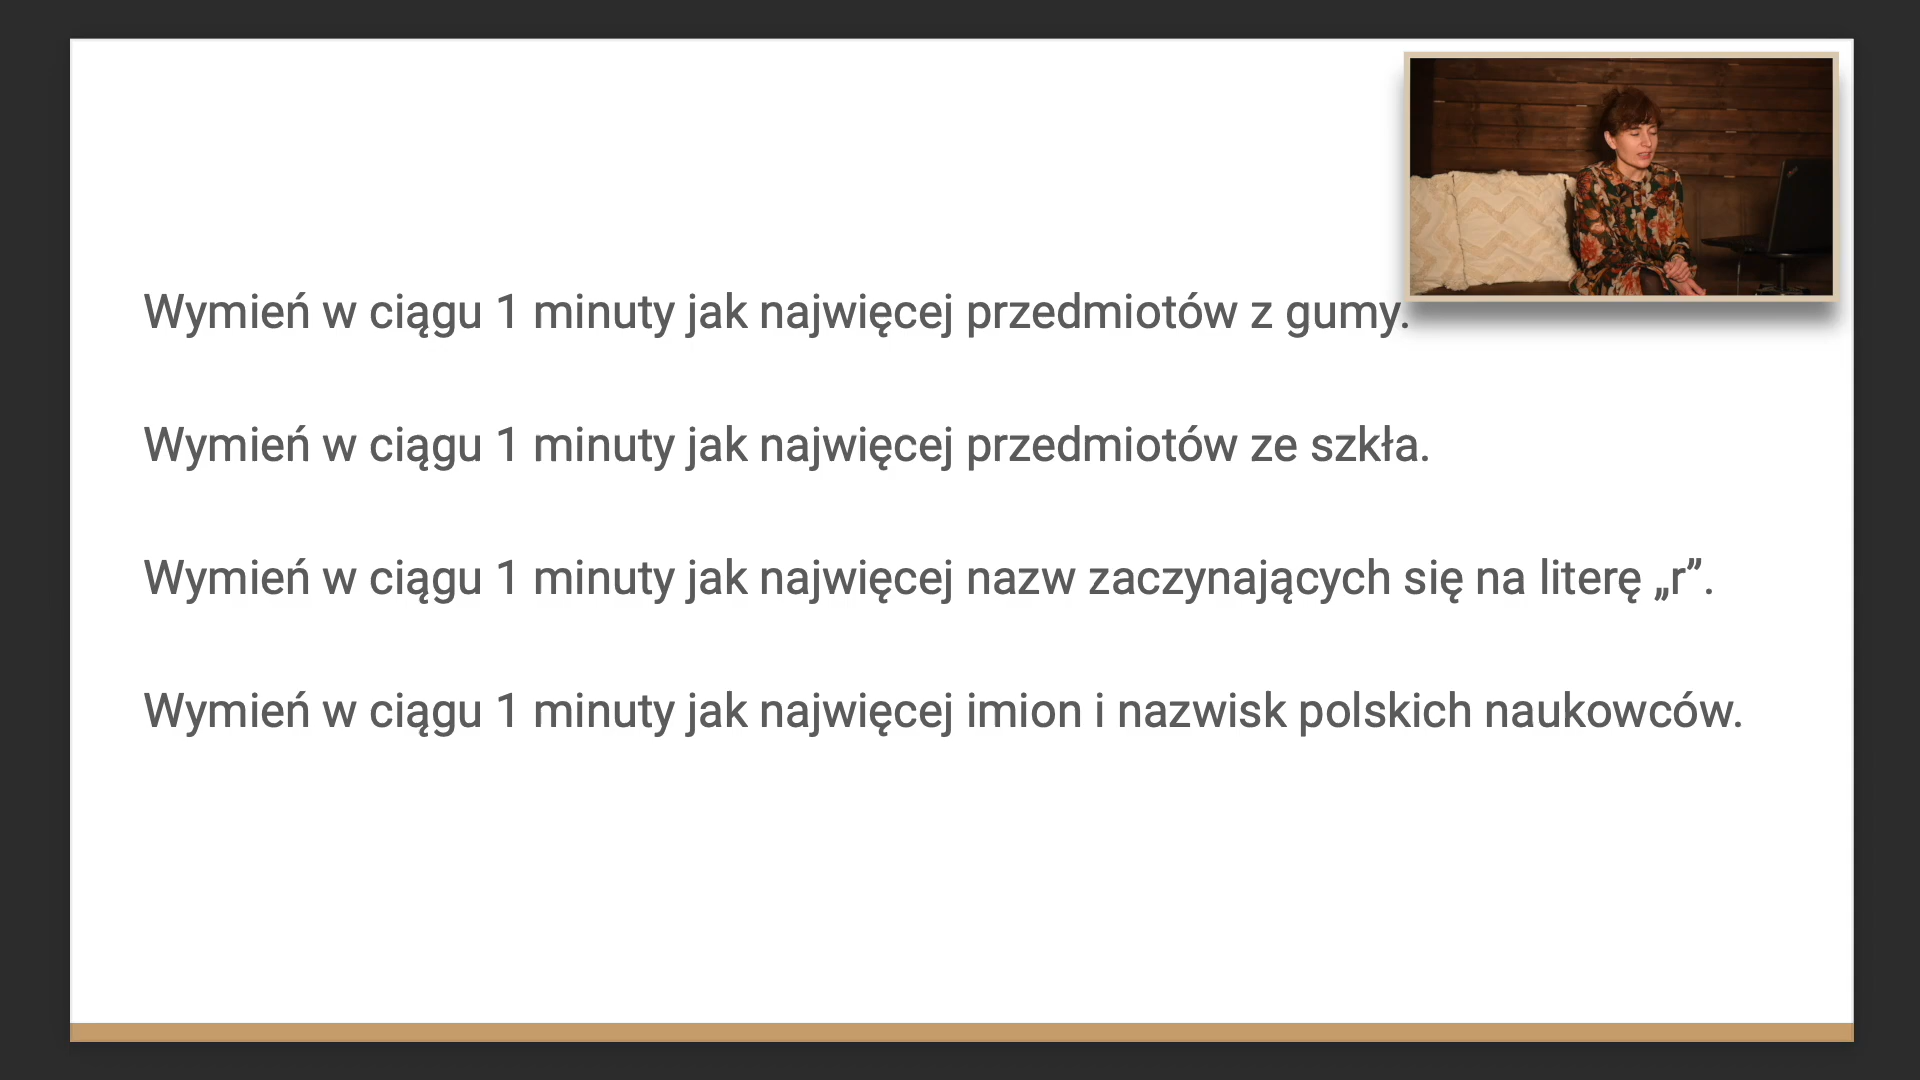 Wymień w ciągu 1 minuty jak najwięcej przedmiotów z gumy.
Wymień w ciągu 1 minuty jak najwięcej przedmiotów ze szkła.
Wymień w ciągu 1 minuty jak najwięcej nazw zaczynających się na literę „r”.
Wymień w ciągu 1 minuty jak najwięcej imion i nazwisk polskich naukowców.